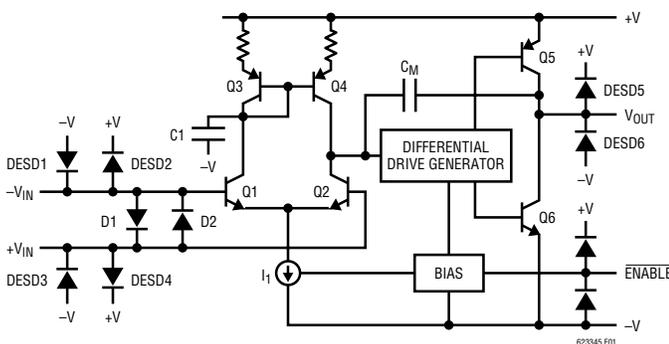 +V
Q3
Q4
Q5
+V
CM
DESD5
VOUT
C1
–V
DIFFERENTIAL
DRIVE GENERATOR
DESD6
–V
–V
+V
DESD1
DESD2
–VIN
Q1
Q2
D1
D2
Q6
+V
+VIN
DESD3
DESD4
I1
BIAS
ENABLE
–V
+V
–V
623345 F01